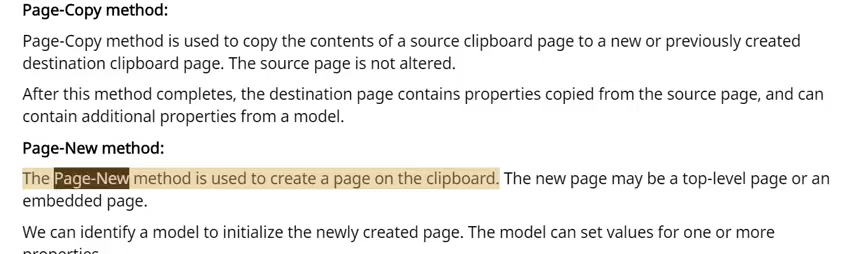 Page-Copy method:
Page-Copy method is used to copy the contents of a source clipboard page to a new or previously created
destination clipboard page. The source page is not altered.
After this method completes, the destination page contains properties copied from the source page, and can
contain additional properties from a model.
Page-New method:
The Page-New method is used to create a page on the clipboard. The new page may be a top-level page or an
embedded page.
We can identify a model to initialize the newly created page. The model can set values for one or more
properties.